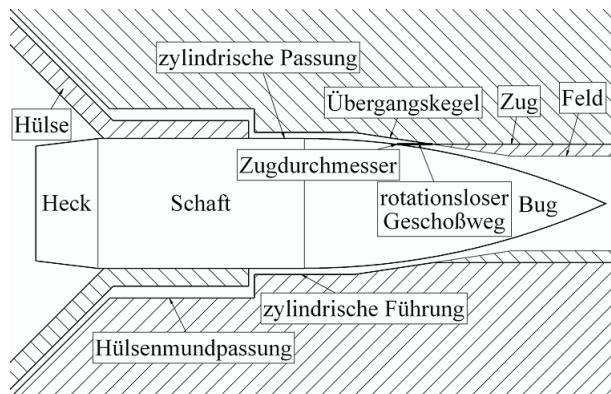 zylindrische Passung
Übergangskegel
Zug
Feld
Hülse
Zugdurchmesser
rotationsloser
Geschoßweg
Heck
Schaft
Bug
zylindrische Führung
Hülsenmundpassung